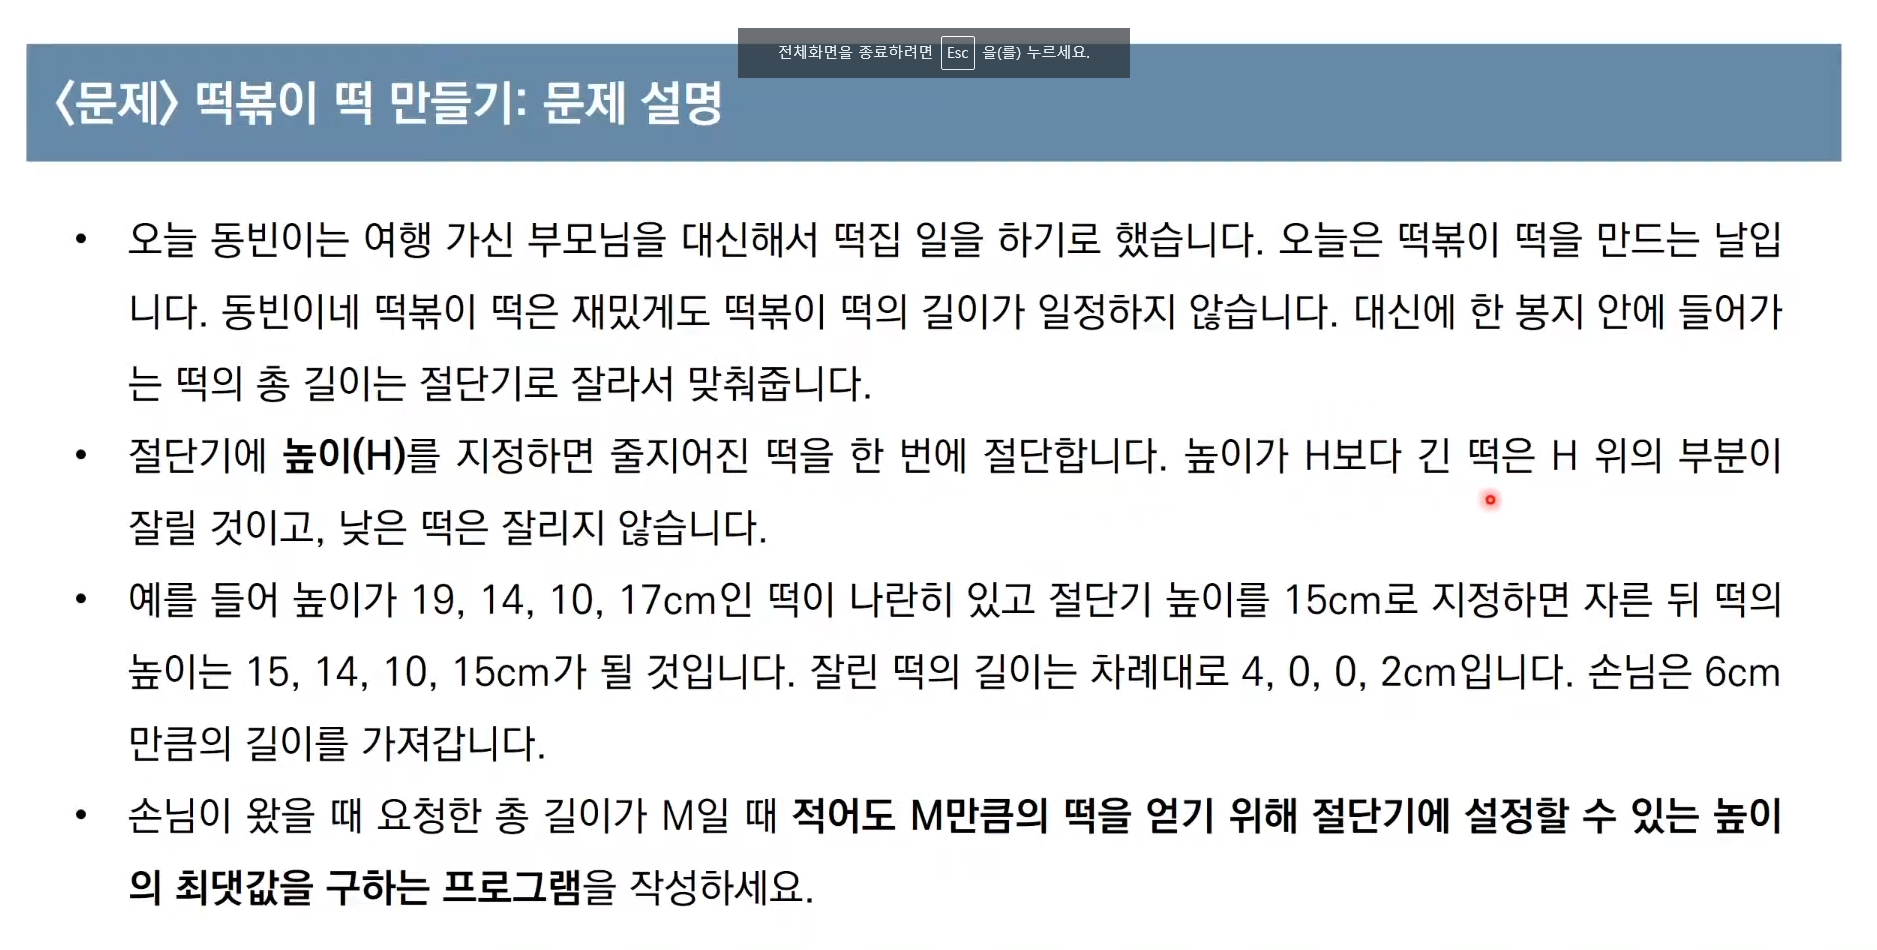 전체화면을 종료하려면 Esc 을(를) 누르세요.
<문제> 떡볶이 떡 만들기: 문제 설명
• 오늘 동빈이는 여행 가신 부모님을 대신해서 떡집 일을 하기로 했습니다. 오늘은 떡볶이 떡을 만드는 날입
니다. 동빈이네 떡볶이 떡은 재밌게도 떡볶이 떡의 길이가 일정하지 않습니다. 대신에 한 봉지 안에 들어가
는 떡의 총 길이는 절단기로 잘라서 맞춰줍니다.
• 절단기에 높이(H)를 지정하면 줄지어진 떡을 한 번에 절단합니다. 높이가 H보다 긴 떡은 H 위의 부분이
잘릴 것이고, 낮은 떡은 잘리지 않습니다.
• 예를 들어 높이가 19, 14, 10, 17cm인 떡이 나란히 있고 절단기 높이를 15cm로 지정하면 자른 뒤 떡의
높이는 15, 14, 10, 15cm가 될 것입니다. 잘린 떡의 길이는 차례대로 4, 0, 0, 2cm입니다. 손님은 6cm
만큼의 길이를 가져갑니다.
• 손님이 왔을 때 요청한 총 길이가 M일 때 적어도 M만큼의 떡을 얻기 위해 절단기에 설정할 수 있는 높이
의 최댓값을 구하는 프로그램을 작성하세요.